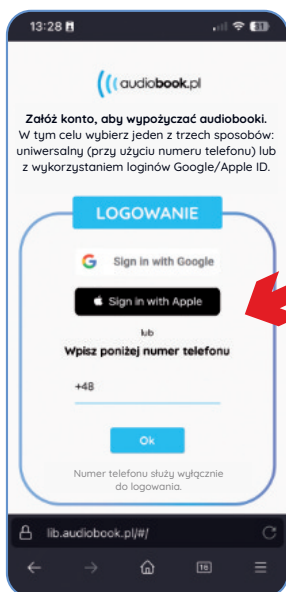 13:28
31
audiobook.pl
Załóż konto, aby wypożyczać audiobooki.
W tym celu wybierz jeden z trzech sposobów:
uniwersalny (przy użyciu numeru telefonu) lub
z wykorzystaniem loginów Google/Apple ID.
LOGOWANIE
G Sign in with Google
Sign in with Apple
lub
Wpisz poniżej numer telefonu
+48
Ok
Numer telefonu służy wyłącznie
do logowania.
lib.audiobook.pl/#/
16